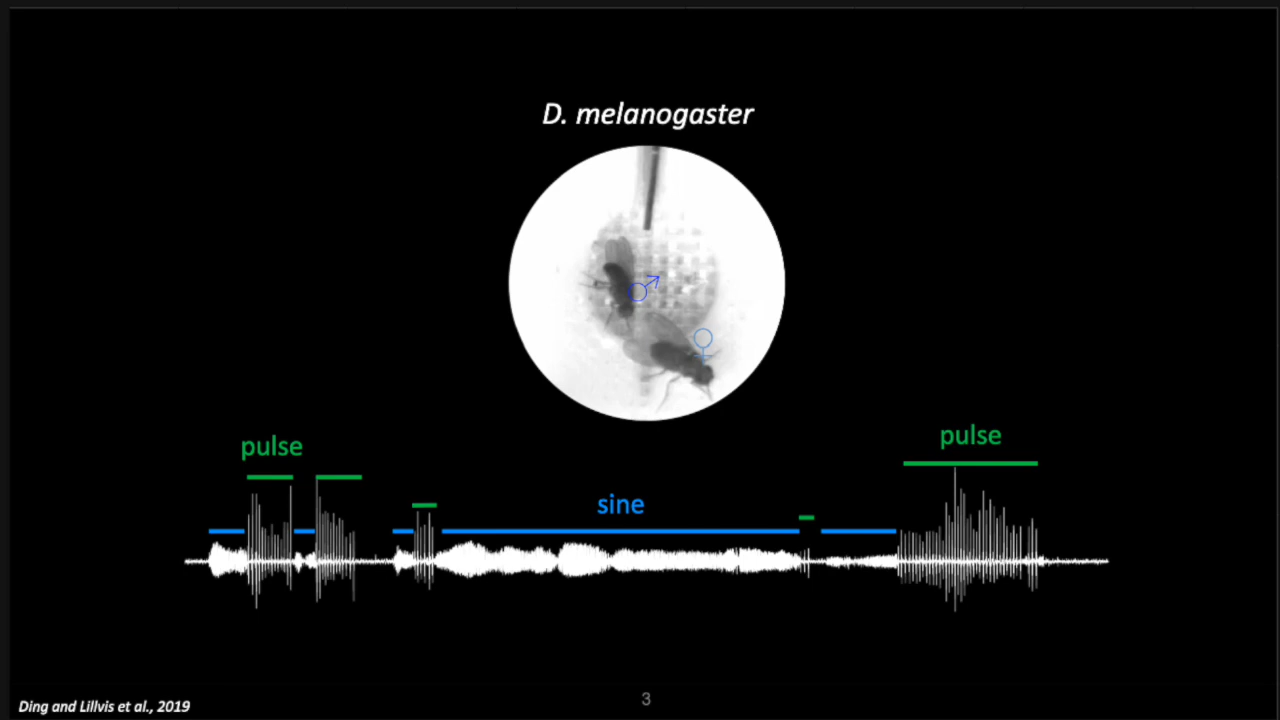 D. melanogaster
♂
♀
pulse
pulse
sine
Ding and Lillvis et al., 2019
3